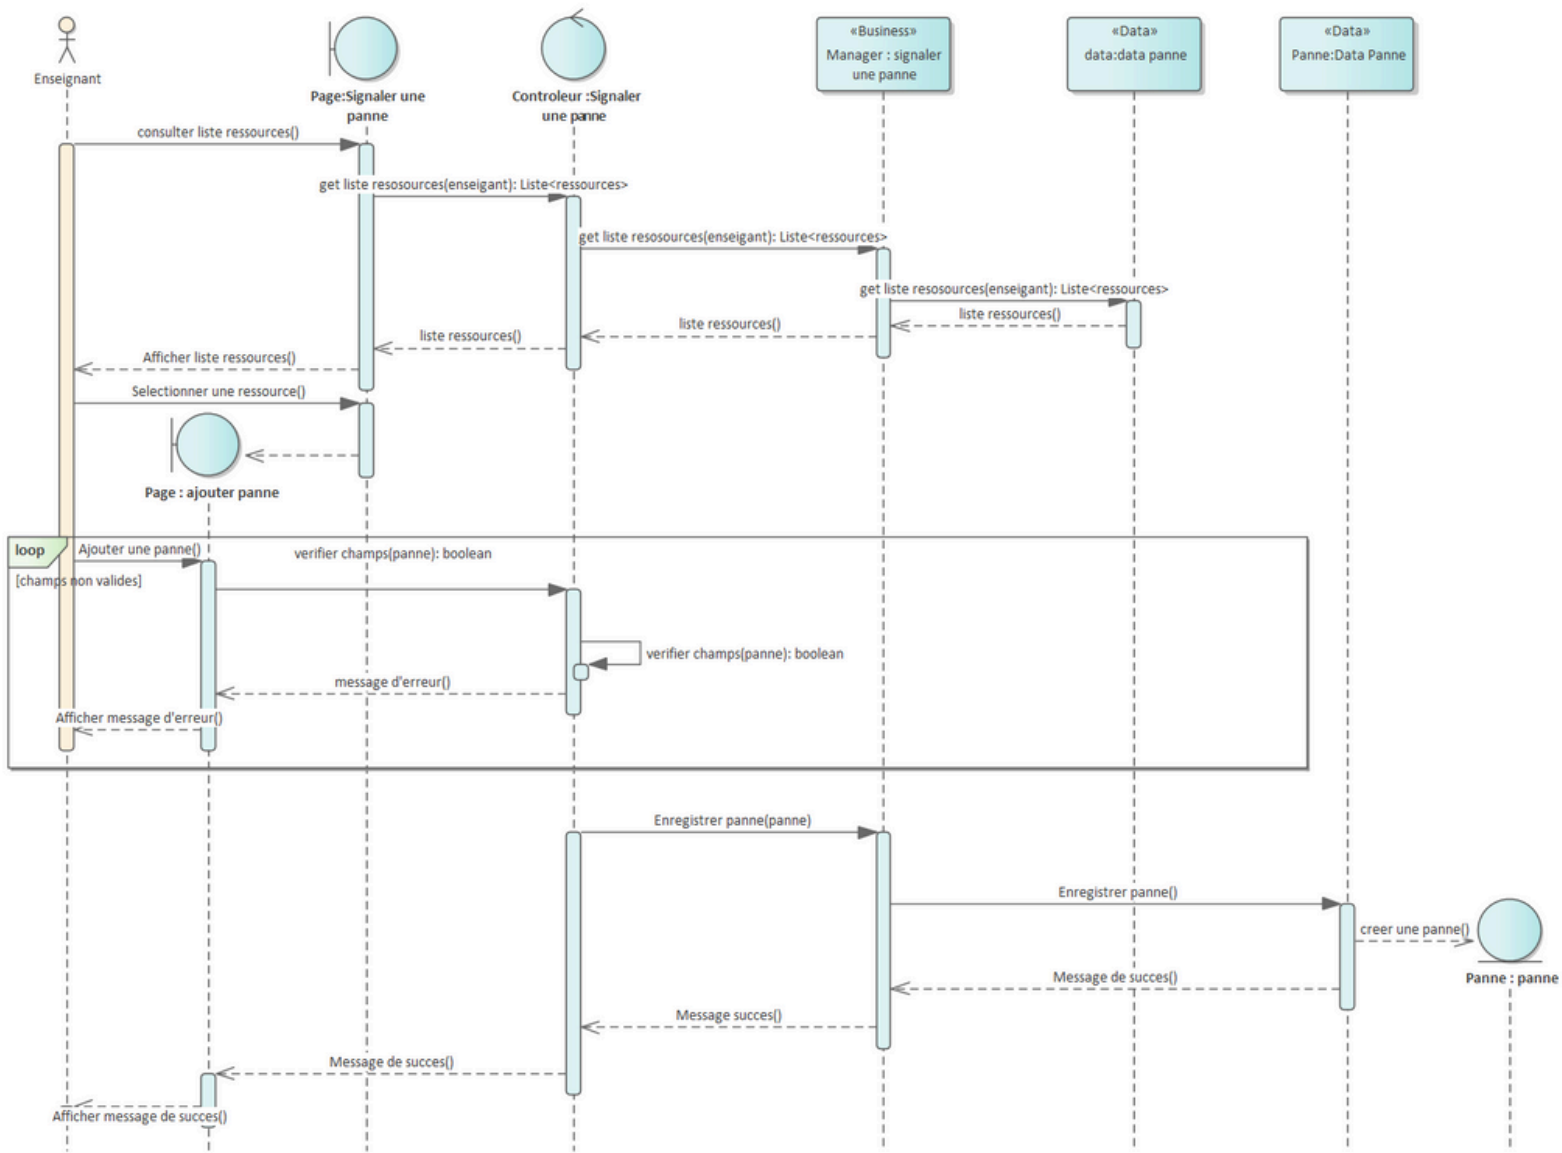 Enseignant
Page:Signaler une
panne
Controleur :Signaler
une panne
«Business»
Manager : signaler
une panne
«Data»
data:data panne
«Data»
Panne:Data Panne
consulter liste ressources()
get liste resosources(enseigant): Liste<ressources>
get liste resosources(enseigant): Liste<ressources>
get liste resosources(enseigant): Liste<ressources>
liste ressources()
liste ressources()
liste ressources()
Afficher liste ressources()
Selectionner une ressource()
Page : ajouter panne
loop
Ajouter une panne()
verifier champs(panne): boolean
[champs non valides]
verifier champs(panne): boolean
message d'erreur()
Afficher message d'erreur()
Enregistrer panne(panne)
Enregistrer panne()
creer une panne()
Panne : panne
Message de succes()
Message succes()
Message de succes()
Afficher message de succes()